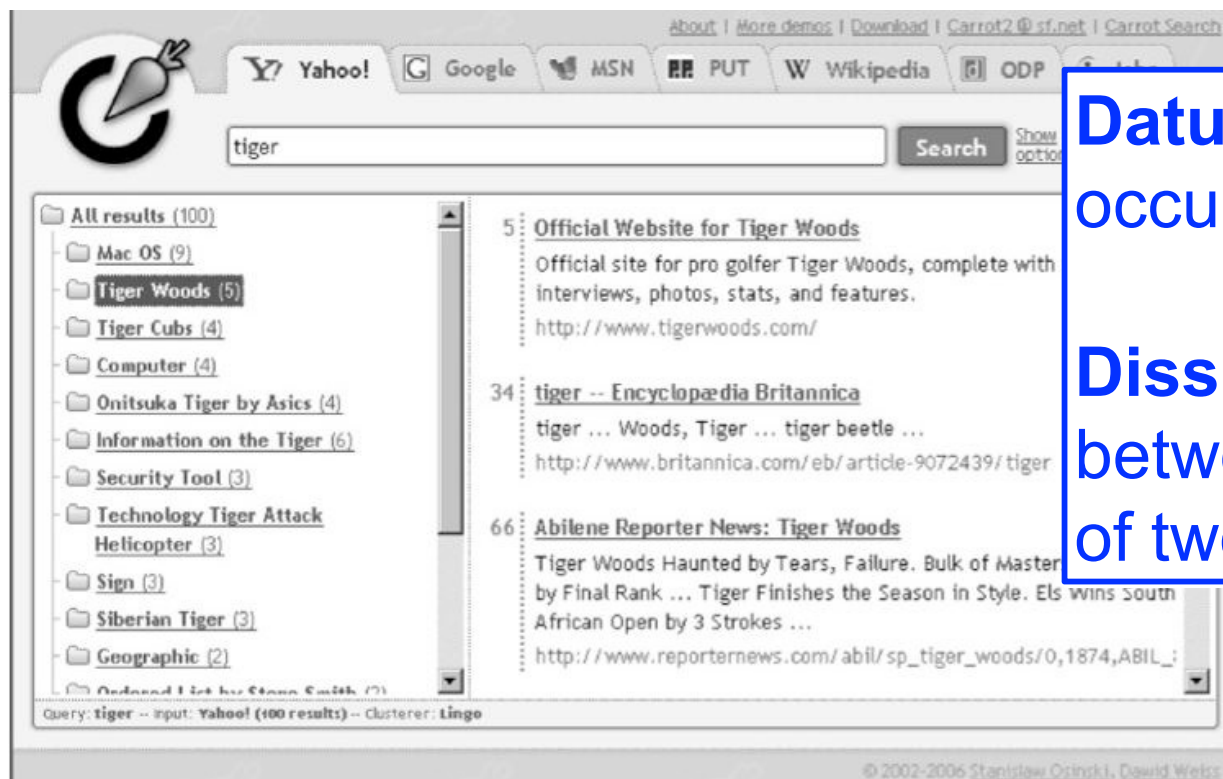 About | More demos | Download | Carrot2 @ sf.net | Carrot Search
Yahoo! Google MSN PUT Wikipedia ODP
tiger Search Show
All results (100)
Mac OS (9)
Tiger Woods (5)
Tiger Cubs (4)
Computer (4)
Onitsuka Tiger by Asics (4)
Information on the Tiger (6)
Security Tool (3)
Technology Tiger Attack
Helicopter (3)
Sign (3)
Siberian Tiger (3)
Geographic (2)
5 Official Website for Tiger Woods
Official site for pro golfer Tiger Woods, complete with
interviews, photos, stats, and features.
http://www.tigerwoods.com/
34 tiger -- Encyclopædia Britannica
tiger ... Woods, Tiger ... tiger beetle ...
http://www.britannica.com/eb/article-9072439/tiger
66 Abilene Reporter News: Tiger Woods
Tiger Woods Haunted by Tears, Failure. Bulk of Master
by Final Rank ... Tiger Finishes the Season in Style. Els Wins South
African Open by 3 Strokes ...
http://www.reporternews.com/abil/sp_tiger_woods/0,1874,ABIL_
Query: tiger -- Input: Yahoo! (100 results) -- Clusterer: Lingo
© 2002-2006 Stanislaw Osinski, Dawid Weiss
Datu
occu
Diss
betw
of tw